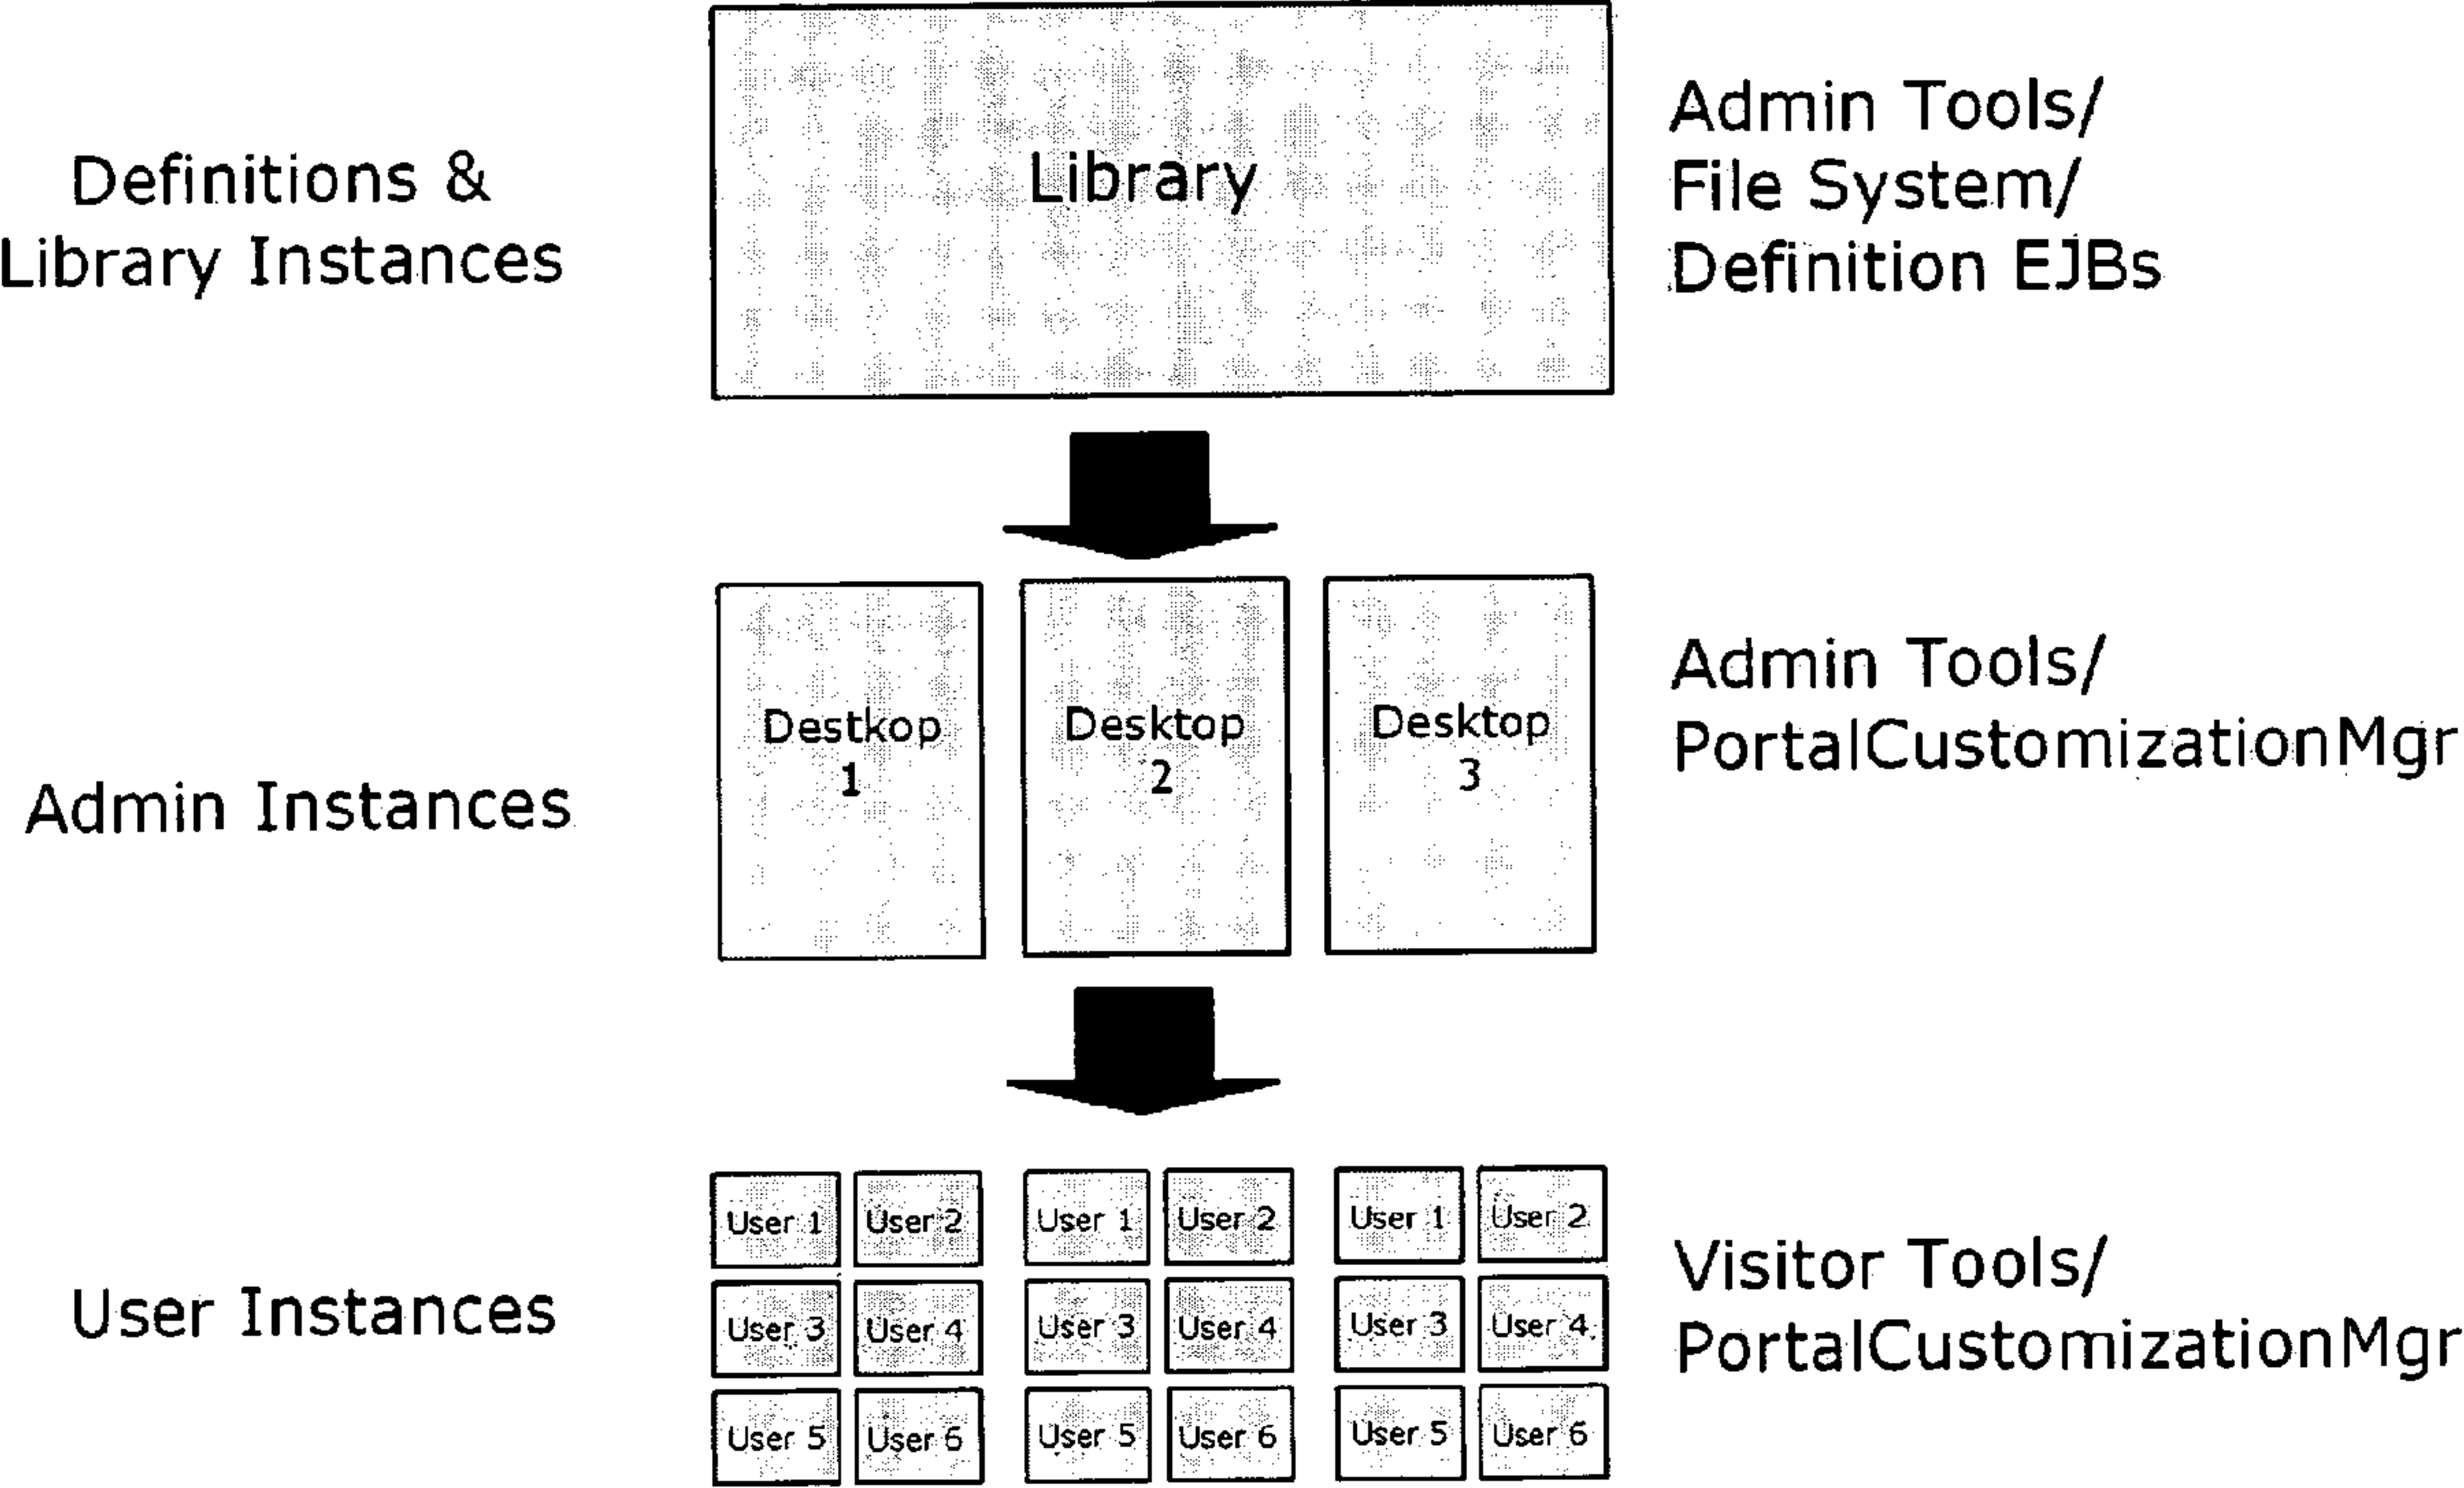 Definitions &
Library Instances
Library
Admin Tools/
File System/
Definition EJBs
Admin Instances
Destkop
1
Desktop
2
Desktop
3
Admin Tools/
PortalCustomizationMgr
User Instances
User 1 User 2 User 1 User 2 User 1 User 2
User 3 User 4 User 3 User 4 User 3 User 4
User 5 User 6 User 5 User 6 User 5 User 6
Visitor Tools/
PortalCustomizationMgr